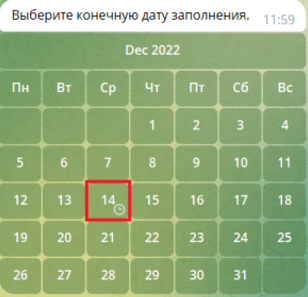 Выберите конечную дату заполнения. 11:59
Dec 2022
Пн Вт Ср Чт Пт Сб Вс
1 2 3 4
5 6 7 8 9 10 11
12 13 14 15 16 17 18
19 20 21 22 23 24 25
26 27 28 29 30 31